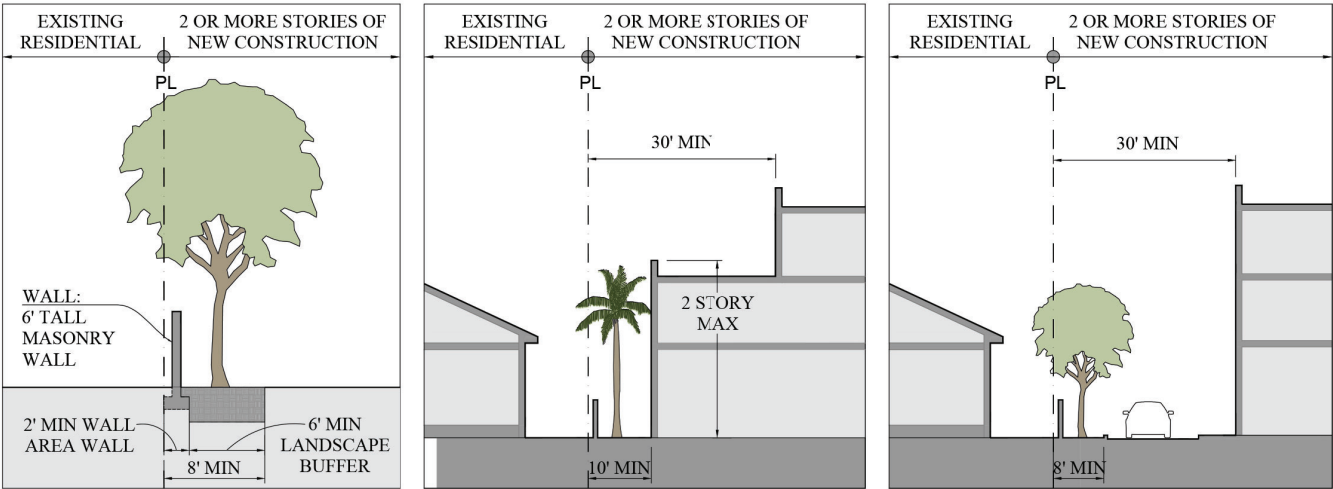 EXISTING
RESIDENTIAL
2 OR MORE STORIES OF
NEW CONSTRUCTION
PL
WALL:
6' TALL
MASONRY
WALL
2' MIN WALL
AREA WALL
6' MIN
LANDSCAPE
BUFFER
8' MIN
EXISTING
RESIDENTIAL
2 OR MORE STORIES OF
NEW CONSTRUCTION
PL
30' MIN
2 STORY
MAX
10' MIN
EXISTING
RESIDENTIAL
2 OR MORE STORIES OF
NEW CONSTRUCTION
PL
30' MIN
8' MIN